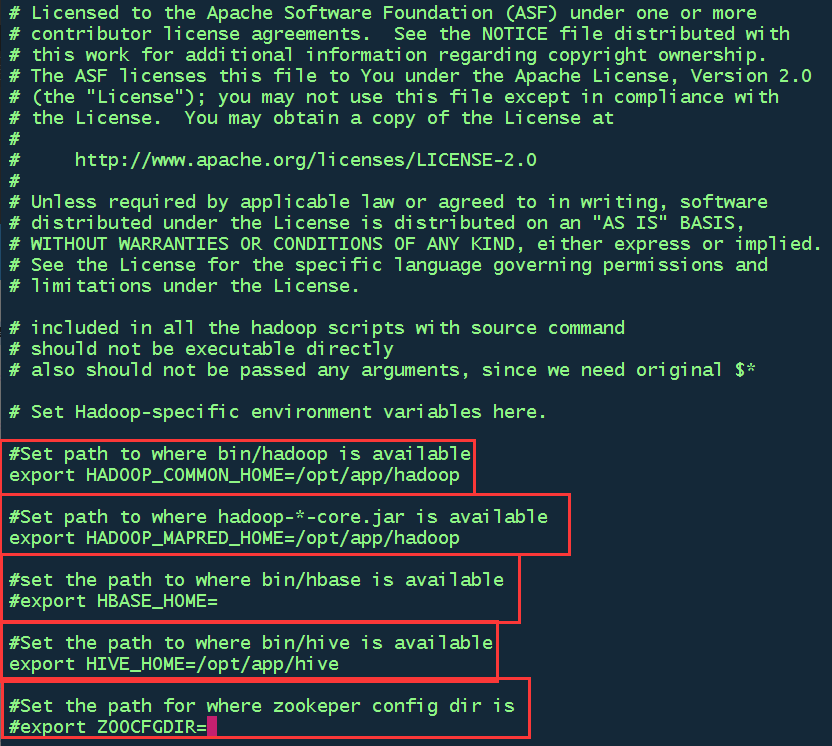 # Licensed to the Apache Software Foundation (ASF) under one or more
# contributor license agreements.  See the NOTICE file distributed with
# this work for additional information regarding copyright ownership.
# The ASF licenses this file to You under the Apache License, Version 2.0
# (the "License"); you may not use this file except in compliance with
# the License.  You may obtain a copy of the License at
#
#     http://www.apache.org/licenses/LICENSE-2.0
#
# Unless required by applicable law or agreed to in writing, software
# distributed under the License is distributed on an "AS IS" BASIS,
# WITHOUT WARRANTIES OR CONDITIONS OF ANY KIND, either express or implied.
# See the License for the specific language governing permissions and
# limitations under the License.

# included in all the hadoop scripts with source command
# should not be executable directly
# also should not be passed any arguments, since we need original $*

# Set Hadoop-specific environment variables here.

#Set path to where bin/hadoop is available
export HADOOP_COMMON_HOME=/opt/app/hadoop

#Set path to where hadoop-*-core.jar is available
export HADOOP_MAPRED_HOME=/opt/app/hadoop

#set the path to where bin/hbase is available
#export HBASE_HOME=

#Set the path to where bin/hive is available
export HIVE_HOME=/opt/app/hive

#Set the path for where zookeper config dir is
#export ZOOCFGDIR=